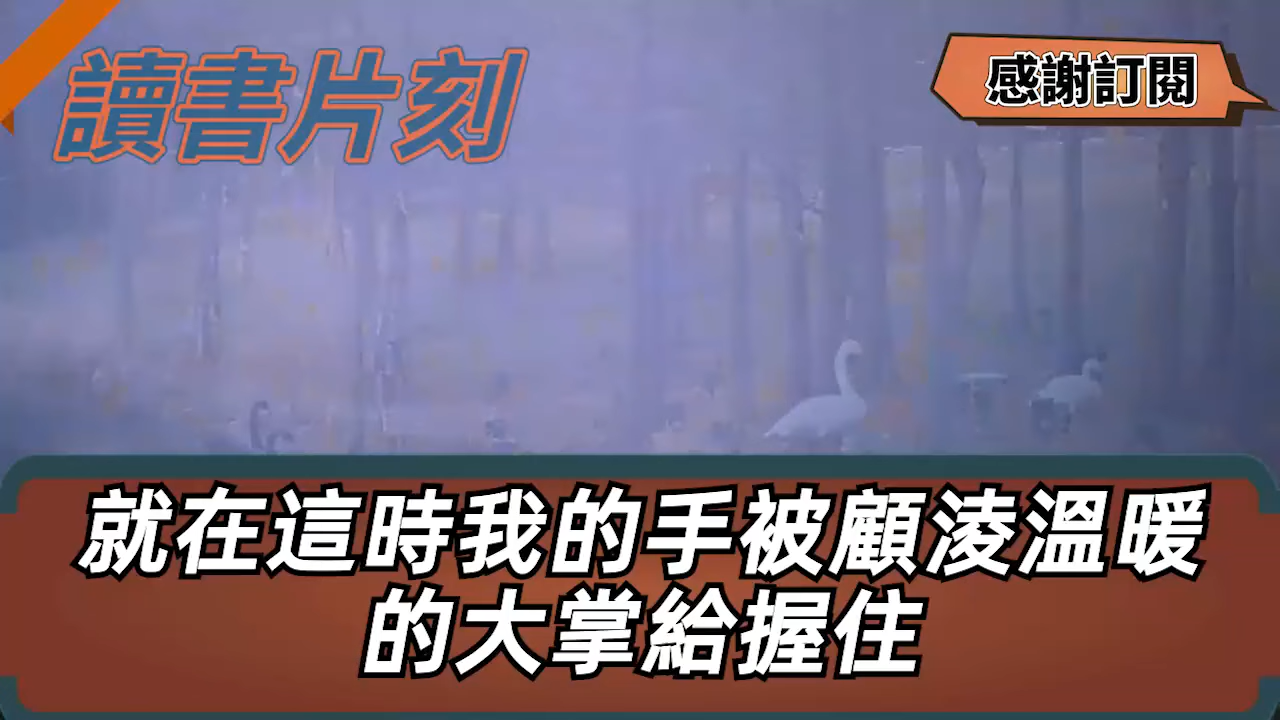 讀書片刻
感謝訂閱
就在這時我的手被顧淩溫暖
的大掌給握住